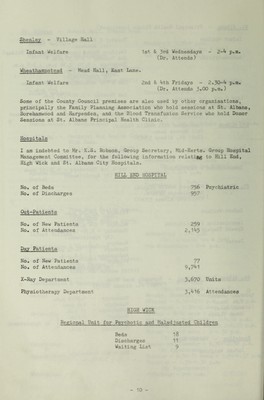 Shenley - Village Hall
Infant Welfare 1st & 3rd Wednesdays - 2-4 p.m.
(Dr. Attends)
Wheathampstead - Mead Hall, East Lane.
Infant Welfare 2nd & 4th Fridays - 2.30-4 p.m.
(Dr. Attends 3.00 p.m.)
Some of the County Council premises are also used by other organisations,
principally the Family Planning Association who hold sessions at St. Albans,
Borehamwood and Harpenden, and the Blood Transfusion Service who hold Donor
Sessions at St. Albans Principal Health Clinic.
Hospitals
I am indebted to Mr. K.G. Hobson, Group Secretary, Mid-Herts. Group Hospital
Management Committee, for the following information relating to Hill End,
High Wick and St. Albans City Hospitals.
HILL END HOSPITAL
No. of Beds 756 Psychiatric
No. of Discharges 957
Out-Patients
No. of New Patients 259
No. of Attendances 2,145
Day Patients
No. of New Patients 77
No. of Attendances 4,741
X-Ray Department 3,670 Units
Physiotherapy Department 3,416 Attendances
HIGH WICK
Regional Unit for Psychotic and Maladjusted Children
Beds 18
Discharges 11
Waiting List 9
- 10 -